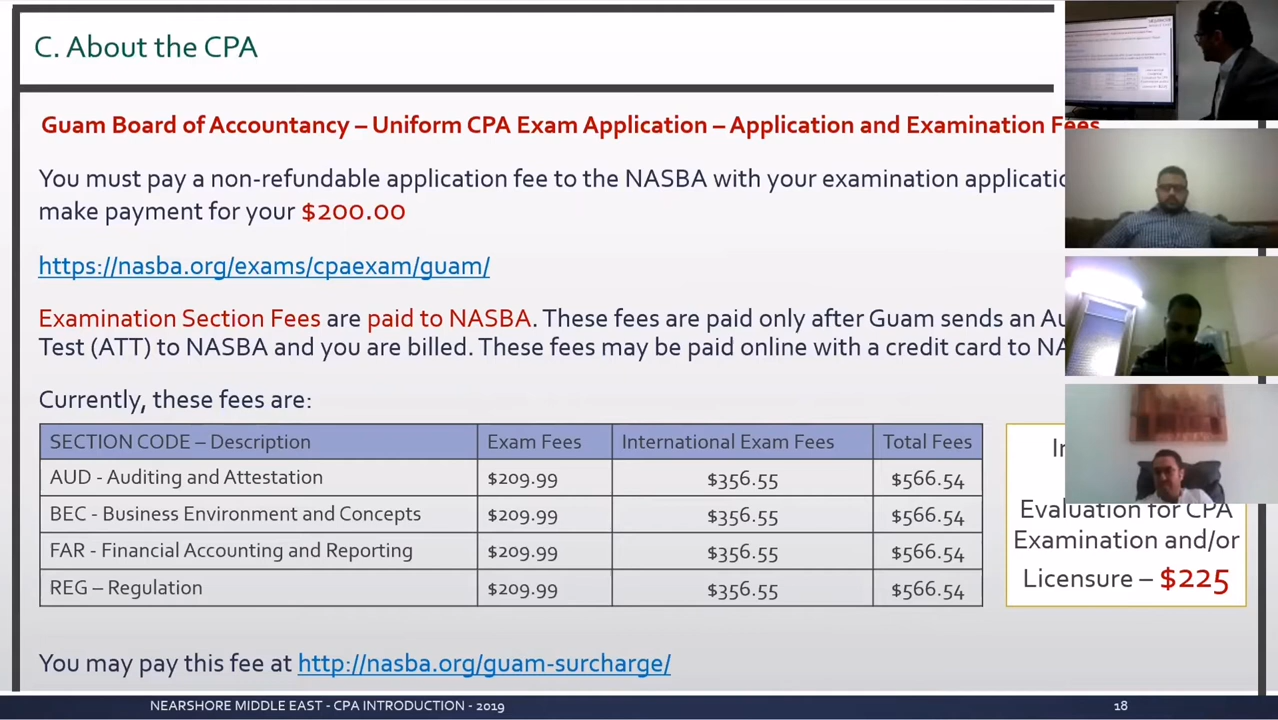 C. About the CPA
Guam Board of Accountancy – Uniform CPA Exam Application – Application and Examination Fees
You must pay a non-refundable application fee to the NASBA with your examination
make payment for your $200.00
https://nasba.org/exams/cpaexam/guam/
Examination Section Fees are paid to NASBA. These fees are paid only after Guam sends an
Test (ATT) to NASBA and you are billed. These fees may be paid online with a credit card to
Currently, these fees are:
SECTION CODE – Description Exam Fees International Exam Fees Total Fees
AUD - Auditing and Attestation $209.99 $356.55 $566.54
BEC - Business Environment and Concepts $209.99 $356.55 $566.54
FAR - Financial Accounting and Reporting $209.99 $356.55 $566.54
REG – Regulation $209.99 $356.55 $566.54
Evaluation for CPA
Examination and/or
Licensure – $225
You may pay this fee at http://nasba.org/guam-surcharge/
NEARSHORE MIDDLE EAST - CPA INTRODUCTION - 2019 18